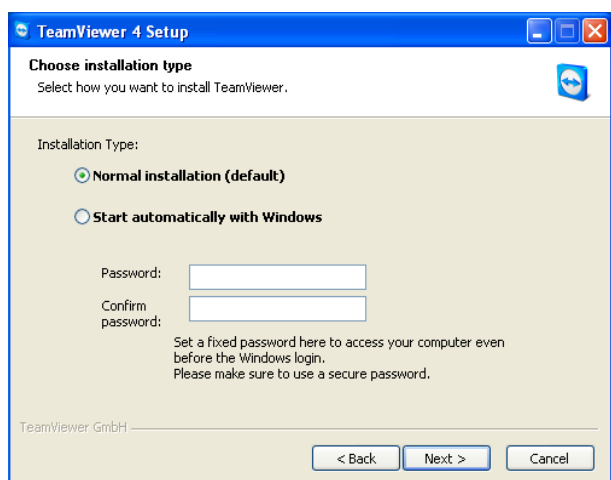 TeamViewer 4 Setup
Choose installation type
Select how you want to install TeamViewer.
Installation Type:
Normal installation (default)
Start automatically with Windows
Password:
Confirm
password:
Set a fixed password here to access your computer even
before the Windows login.
Please make sure to use a secure password.
TeamViewer GmbH
< Back Next > Cancel